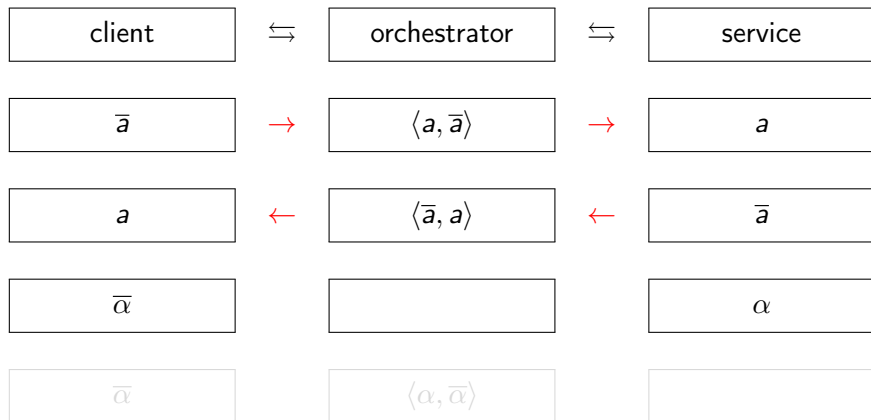 client ⇆ orchestrator ⇆ service
a̅ → ⟨a, a̅⟩ → a
a ← ⟨a̅, a⟩ ← a̅
α̅ α
α̅ ⟨α, α̅⟩